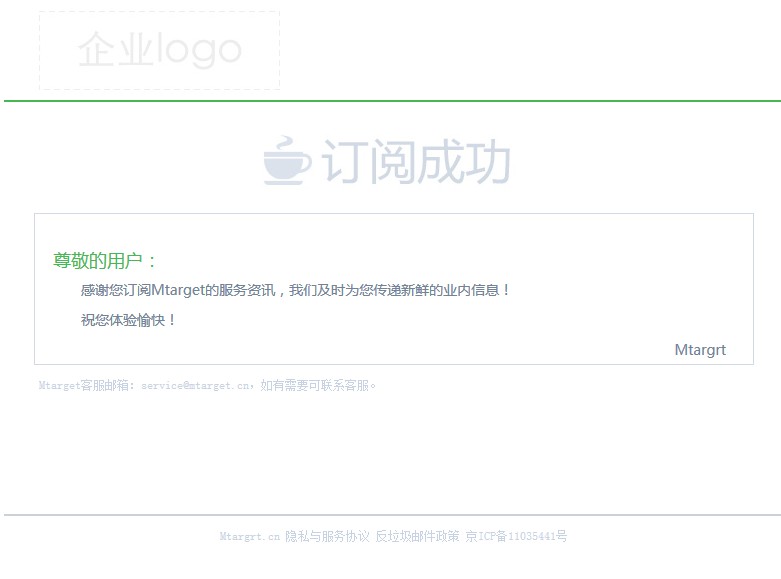 企业logo
订阅成功
尊敬的用户：
感谢您订阅Mtarget的服务资讯，我们及时为您传递新鲜的业内信息！
祝您体验愉快！
Mtargrt
Mtarget客服邮箱：service@mtarget.cn，如有需要可联系客服。
Mtargrt.cn 隐私与服务协议 反垃圾邮件政策 京ICP备11035441号